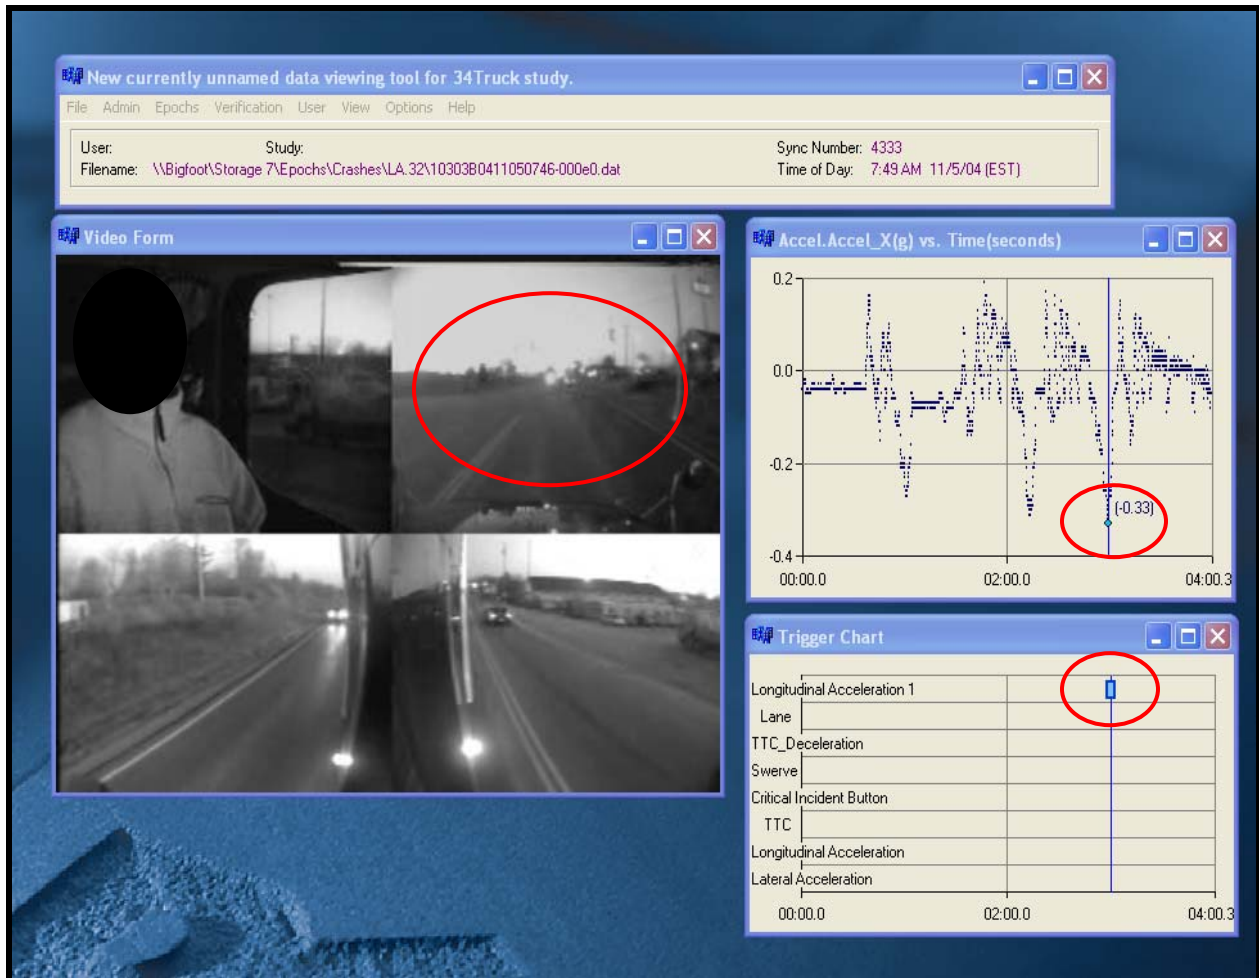 New currently unnamed data viewing tool for 34Truck study.
File Admin Epochs Verification User View Options Help
User: Study: Sync Number: 4333
Filename: \\Bigfoot\Storage 7\Epochs\Crashes\LA.32\10303B0411050746-000e0.dat Time of Day: 7:49 AM 11/5/04 (EST)
Video Form
Accel.Accel_X(g) vs. Time(seconds)
0.2
0.0
-0.2
(-0.33)
-0.4
00:00.0 02:00.0 04:00.3
Trigger Chart
Longitudinal Acceleration 1
Lane
TTC_Deceleration
Swerve
Critical Incident Button
TTC
Longitudinal Acceleration
Lateral Acceleration
00:00.0 02:00.0 04:00.3